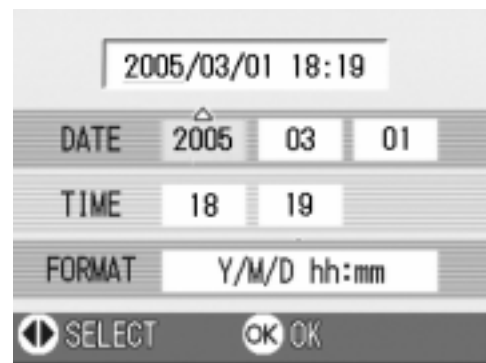 2005/03/01 18:19
DATE 2005 03 01
TIME 18 19
FORMAT Y/M/D hh:mm
SELECT OK OK